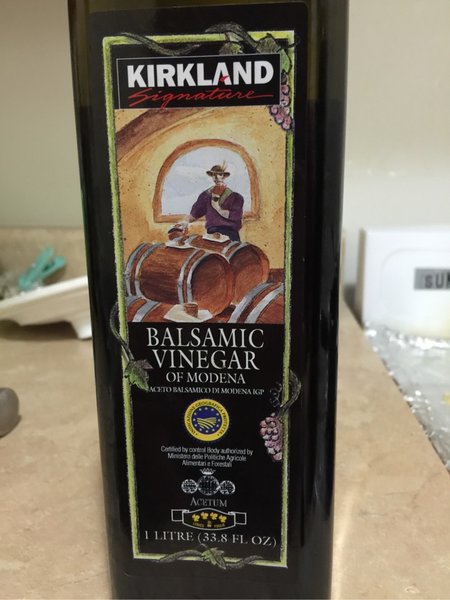 KIRKLAND
Signature
BALSAMIC
VINEGAR
OF MODENA
ACETO BALSAMICO DI MODENA IGP
Certified by control Body authorized by
Ministero delle Politiche Agricole
Alimentari e Forestali
ACETUM
1 LITRE (33.8 FL OZ)
SUN